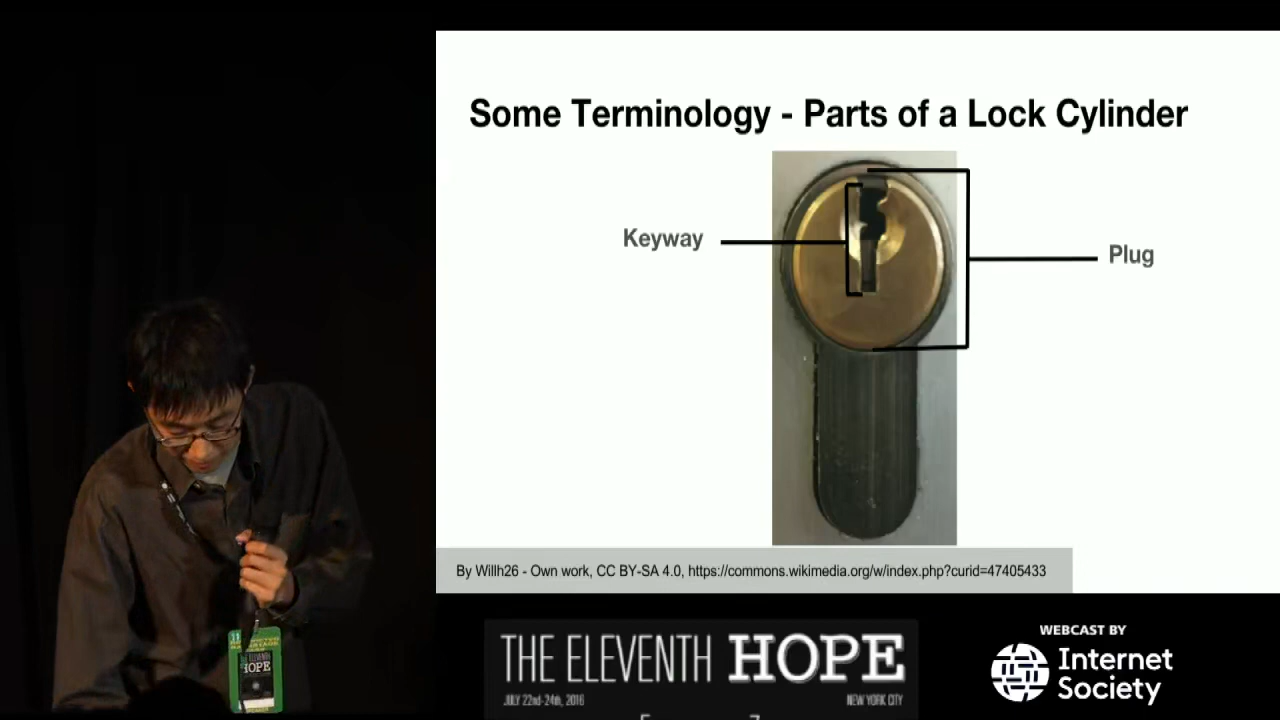 Some Terminology - Parts of a Lock Cylinder
Keyway
Plug
By Willh26 - Own work, CC BY-SA 4.0, https://commons.wikimedia.org/w/index.php?curid=47405433
THE ELEVENTH HOPE
JULY 22nd-24th, 2016 NEW YORK CITY
WEBCAST BY
Internet
Society
HOPE